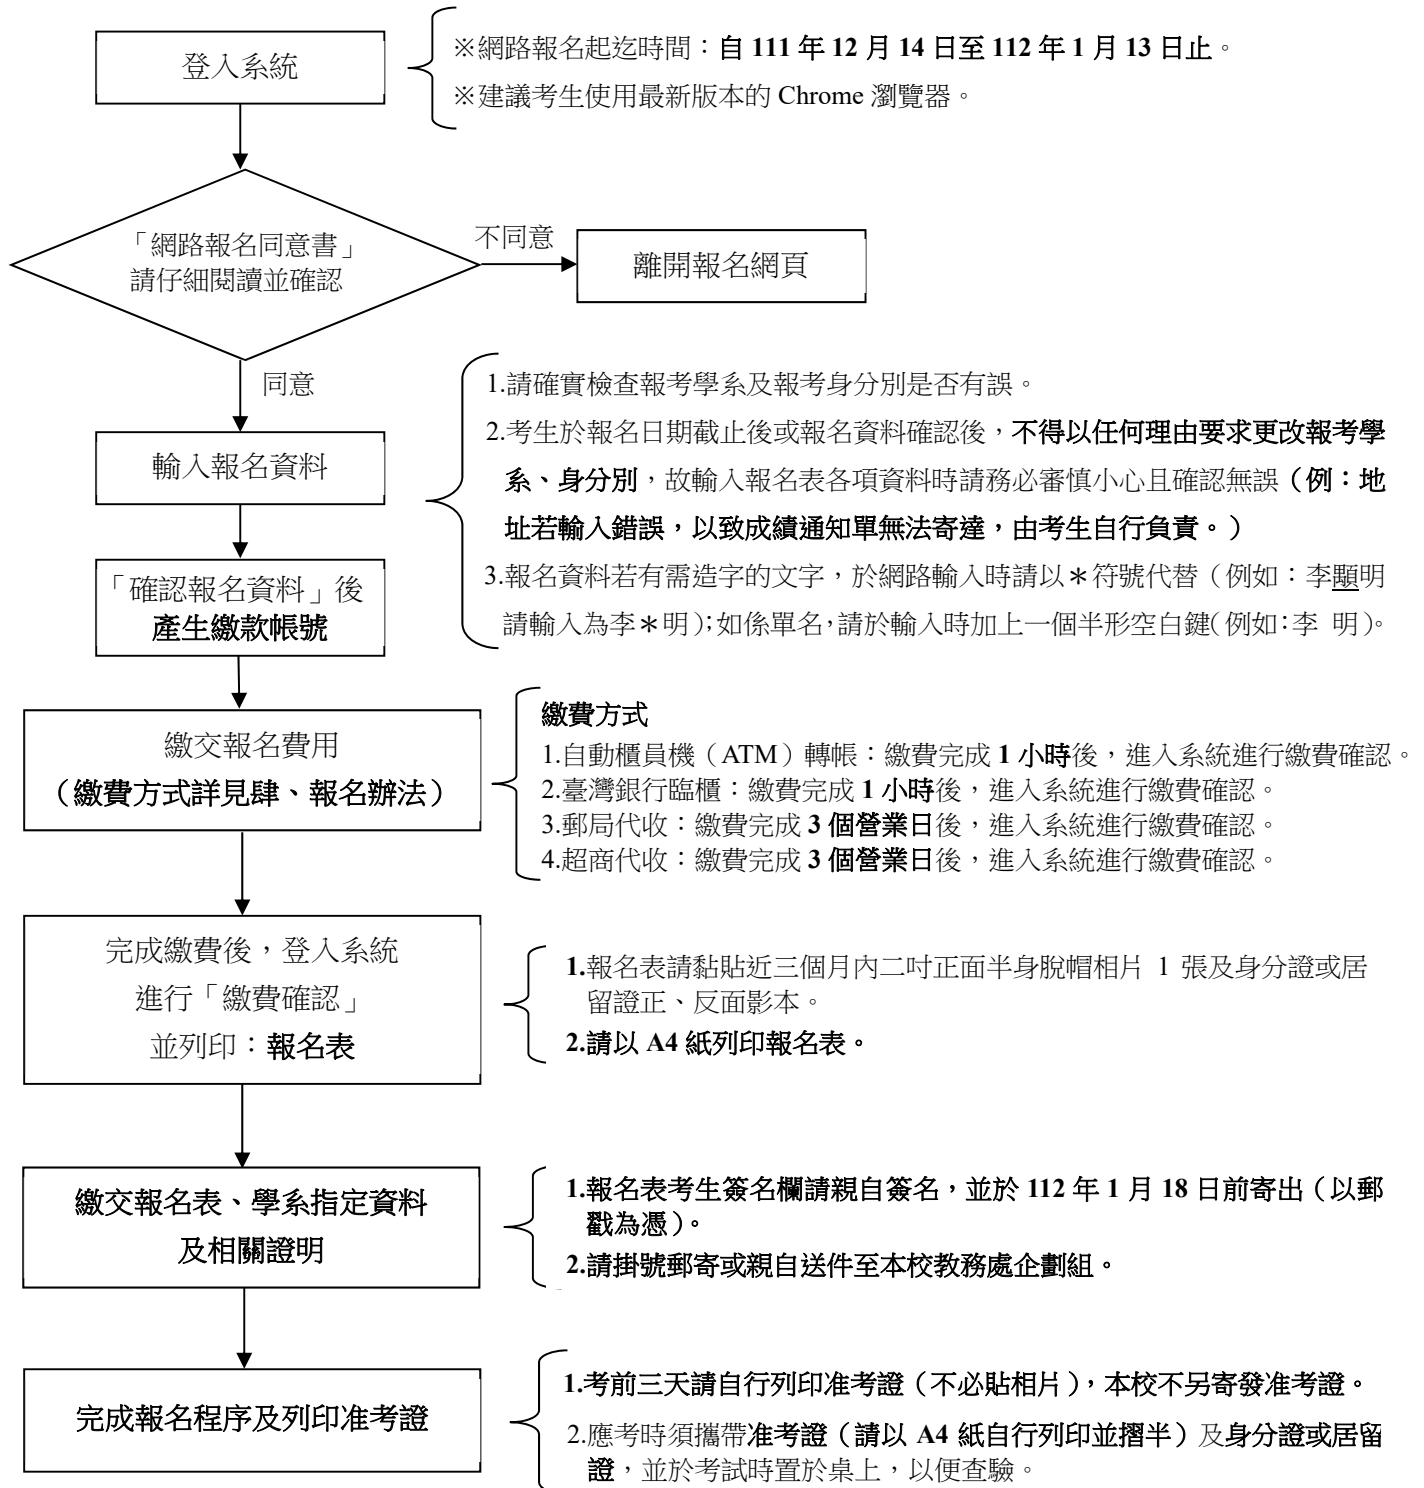 登入系統
※網路報名起迄時間：自 111 年 12 月 14 日至 112 年 1 月 13 日止。
※建議考生使用最新版本的 Chrome 瀏覽器。
「網路報名同意書」
請仔細閱讀並確認
不同意
離開報名網頁
同意
1.請確實檢查報考學系及報考身分別是否有誤。
2.考生於報名日期截止後或報名資料確認後，不得以任何理由要求更改報考學
系、身分別，故輸入報名表各項資料時請務必審慎小心且確認無誤（例：地
址若輸入錯誤，以致成績通知單無法寄達，由考生自行負責。）
3.報名資料若有需造字的文字，於網路輸入時請以＊符號代替（例如：李顒明
請輸入為李＊明）；如係單名，請於輸入時加上一個半形空白鍵（例如：李 明）。
輸入報名資料
「確認報名資料」後
產生繳款帳號
繳交報名費用
（繳費方式詳見肆、報名辦法）
繳費方式
1.自動櫃員機（ATM）轉帳：繳費完成 1 小時後，進入系統進行繳費確認。
2.臺灣銀行臨櫃：繳費完成 1 小時後，進入系統進行繳費確認。
3.郵局代收：繳費完成 3 個營業日後，進入系統進行繳費確認。
4.超商代收：繳費完成 3 個營業日後，進入系統進行繳費確認。
完成繳費後，登入系統
進行「繳費確認」
並列印：報名表
1.報名表請黏貼近三個月內二吋正面半身脫帽相片 1 張及身分證或居
留證正、反面影本。
2.請以 A4 紙列印報名表。
繳交報名表、學系指定資料
及相關證明
1.報名表考生簽名欄請親自簽名，並於 112 年 1 月 18 日前寄出（以郵
戳為憑）。
2.請掛號郵寄或親自送件至本校教務處企劃組。
完成報名程序及列印准考證
1.考前三天請自行列印准考證（不必貼相片），本校不另寄發准考證。
2.應考時須攜帶准考證（請以 A4 紙自行列印並摺半）及身分證或居留
證，並於考試時置於桌上，以便查驗。